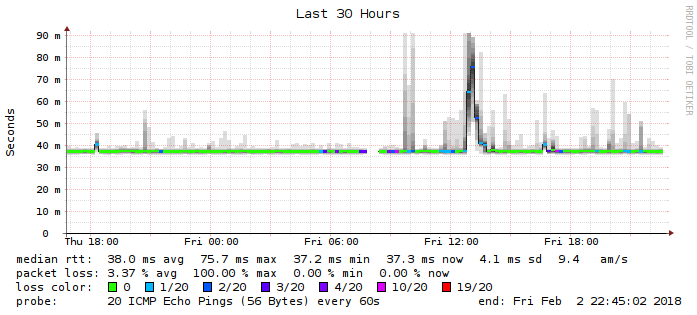 Last 30 Hours
RRDTOOL / TOBI OETIKER
Seconds
90 m
80 m
70 m
60 m
50 m
40 m
30 m
20 m
10 m
0
Thu 18:00 Fri 00:00 Fri 06:00 Fri 12:00 Fri 18:00
median rtt: 38.0 ms avg 75.7 ms max 37.2 ms min 37.3 ms now 4.1 ms sd 9.4 am/s
packet loss: 3.37 % avg 100.00 % max 0.00 % min 0.00 % now
loss color: 0 1/20 2/20 3/20 4/20 10/20 19/20
probe: 20 ICMP Echo Pings (56 Bytes) every 60s end: Fri Feb 2 22:45:02 2018